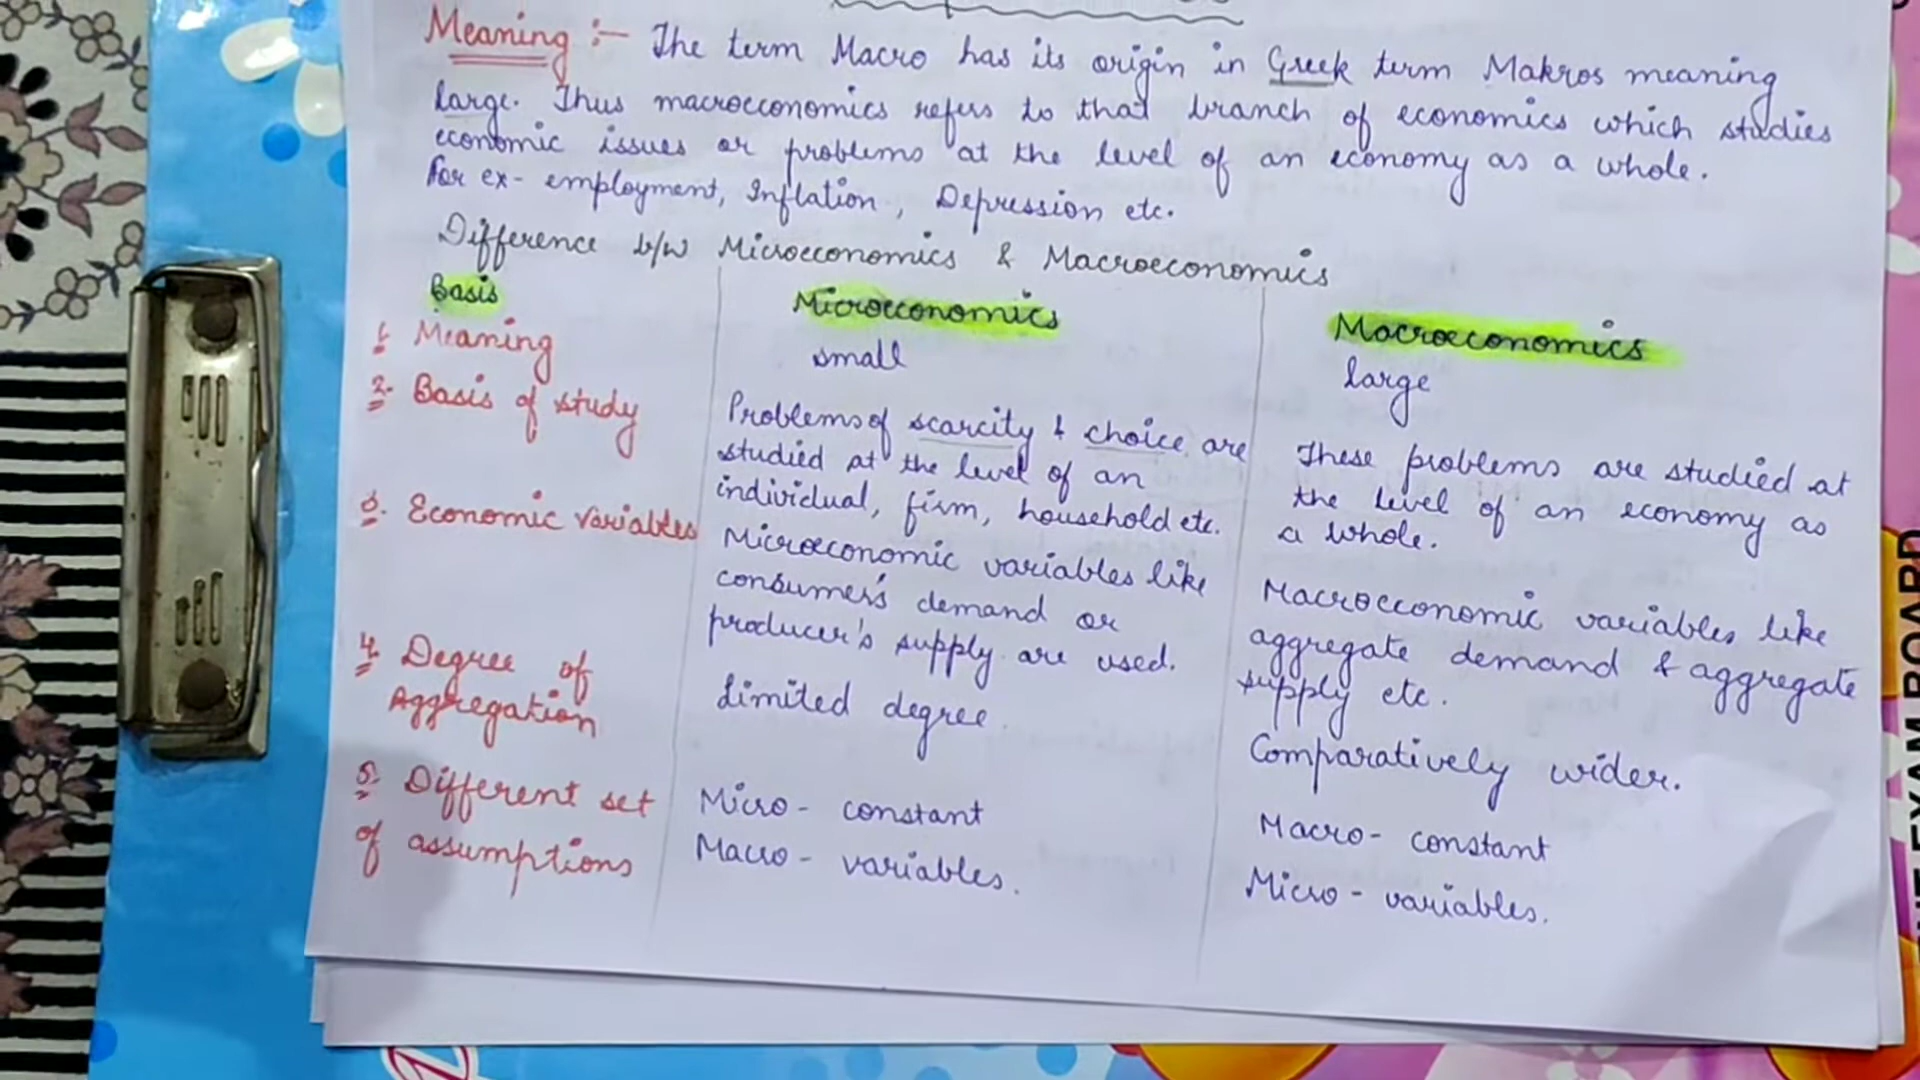 Meaning :- The term Macro has its origin in Greek term Makros meaning
large. Thus macroeconomics refers to that branch of economics which studies
economic issues or problems at the level of an economy as a whole.
For ex- employment, Inflation, Depression etc.
Difference b/w Microeconomics & Macroeconomics
Basis
Microeconomics
Macroeconomics
1. Meaning
small
large
2. Basis of study
Problems of scarcity & choice are
studied at the level of an
individual, firm, household etc.
These problems are studied at
the level of an economy as
a whole.
3. Economic variables
Microeconomic variables like
consumer's demand or
producer's supply are used.
Macroeconomic variables like
aggregate demand & aggregate
supply etc.
4. Degree of
Aggregation
Limited degree.
Comparatively wider.
5. Different set
of assumptions
Micro - constant
Macro - variables.
Macro - constant
Micro - variables.
EXAM BOARD